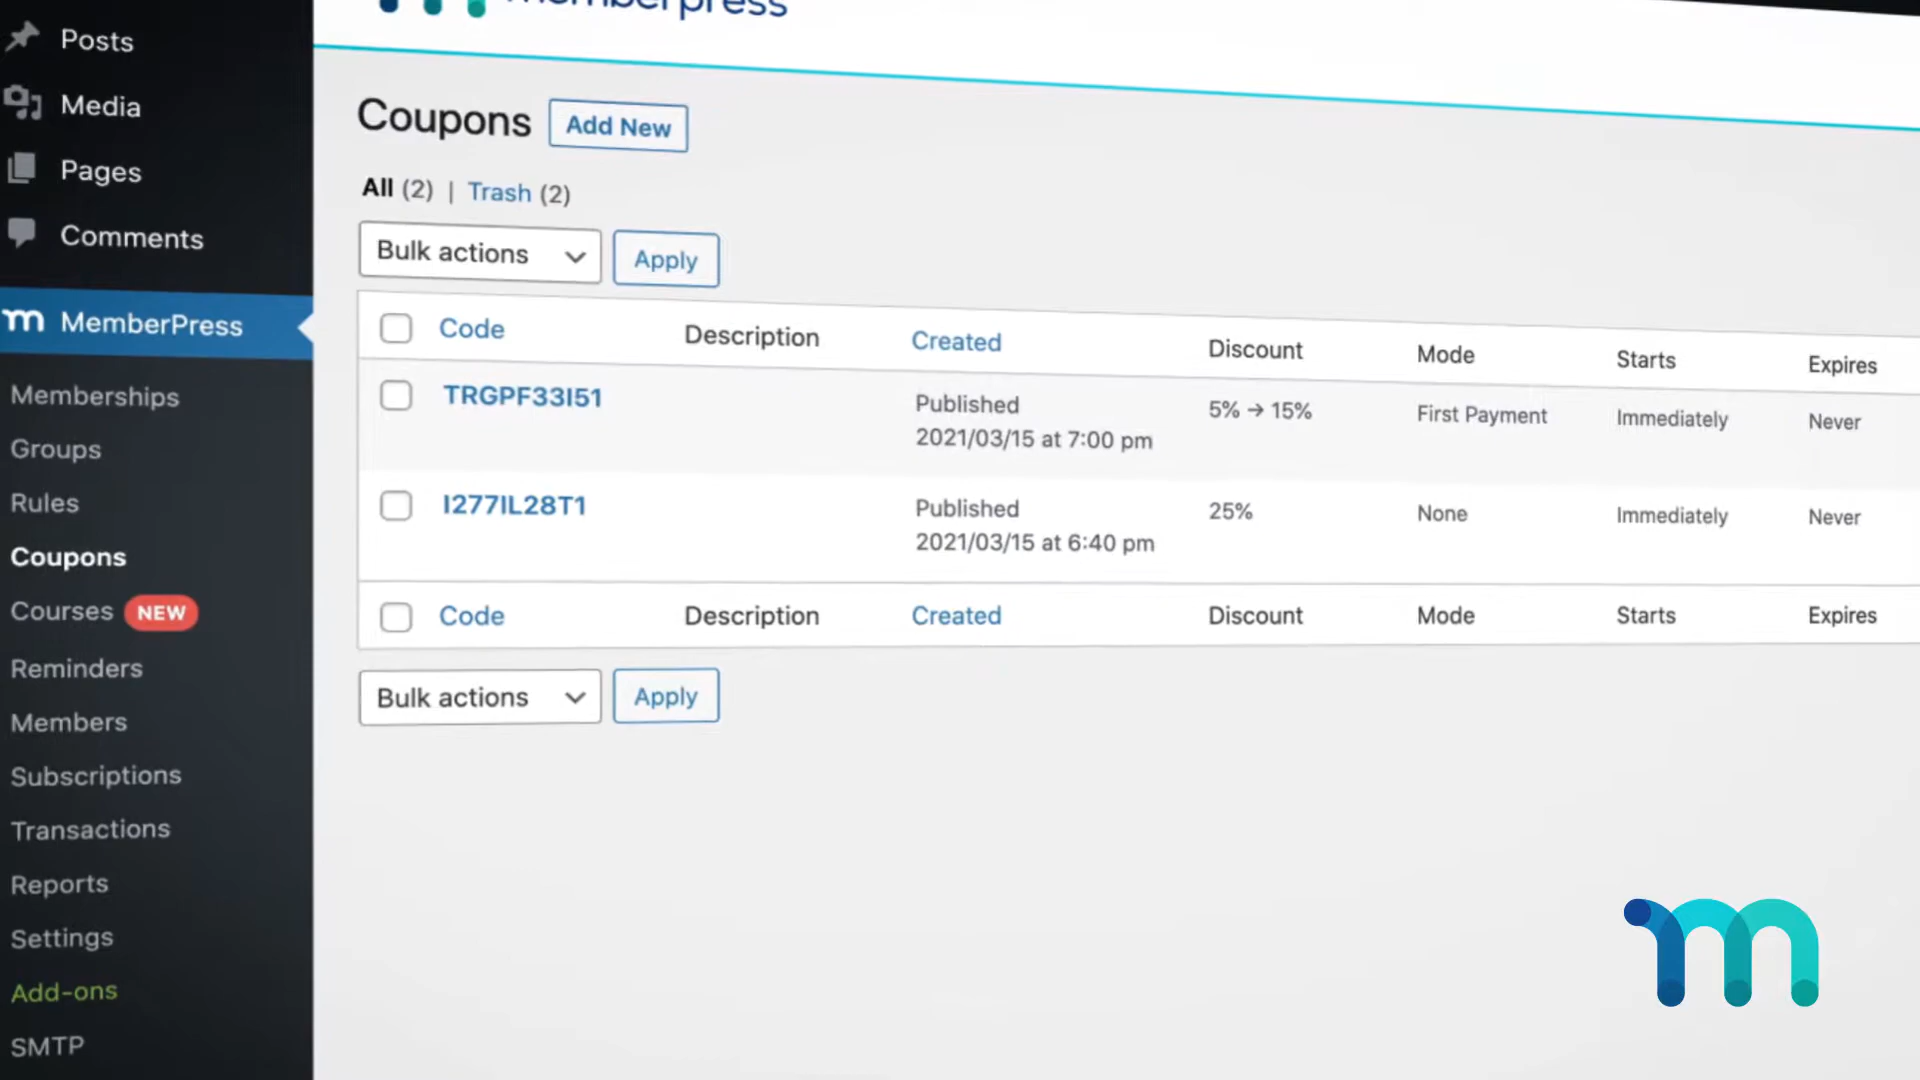 memberpress
Posts
Media
Pages
Comments
MemberPress
Memberships
Groups
Rules
Coupons
Courses NEW
Reminders
Members
Subscriptions
Transactions
Reports
Settings
Add-ons
SMTP
Coupons Add New
All (2) | Trash (2)
Bulk actions Apply
Code Description Created Discount Mode Starts Expires
TRGPF33I51 Published 5% → 15% First Payment Immediately Never
2021/03/15 at 7:00 pm
I277IL28T1 Published 25% None Immediately Never
2021/03/15 at 6:40 pm
Code Description Created Discount Mode Starts Expires
Bulk actions Apply
m